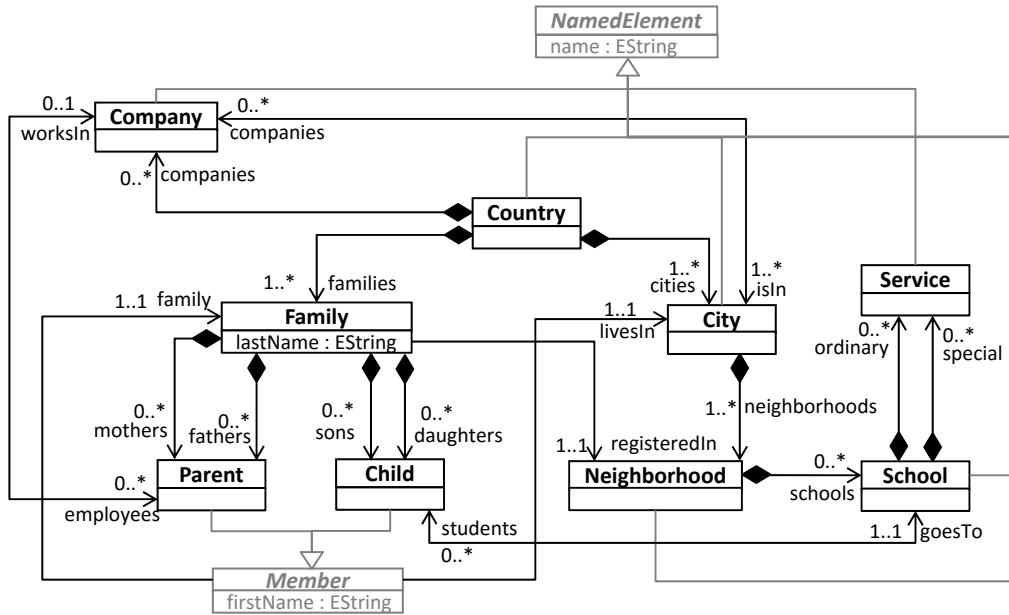 NamedElement
name : EString
0..1
worksIn
Company
0..*
companies
0..*
companies
Country
1..*
families
1..*
cities
1..*
isIn
Service
1..1
family
Family
lastName : EString
1..1
livesIn
City
0..*
ordinary
0..*
special
0..*
mothers
0..*
fathers
0..*
sons
0..*
daughters
1..*
neighborhoods
1..1
registeredIn
Parent
Child
Neighborhood
0..*
schools
School
0..*
employees
students
0..*
1..1
goesTo
Member
firstName : EString